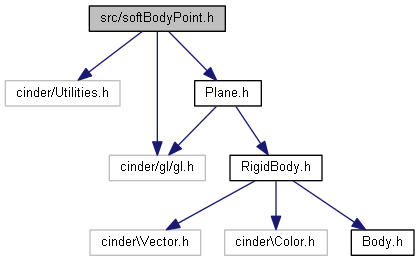 src/softBodyPoint.h
cinder/Utilities.h
Plane.h
cinder/gl/gl.h
RigidBody.h
cinder\Vector.h
cinder\Color.h
Body.h